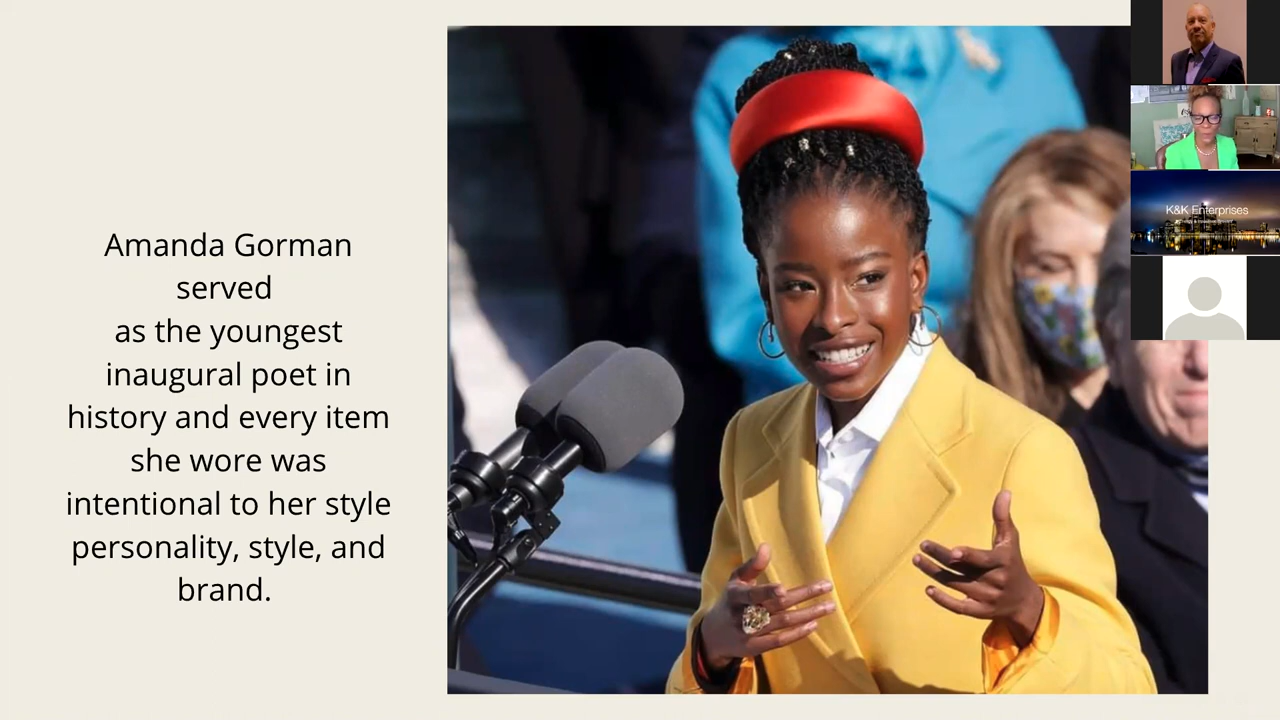 Amanda Gorman
served
as the youngest
inaugural poet in
history and every item
she wore was
intentional to her style
personality, style, and
brand.
K&K Enterprises